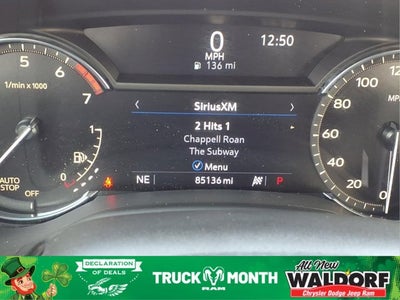 0
MPH
136 mi
12:50
5
6
7
1/min x 1000
1
0
AUTO
STOP
OFF
SiriusXM
2 Hits 1
Chappell Roan
The Subway
Menu
NE
85136 mi
P
120
100
80
60
40
20
0
DECLARATION
OF DEALS
TRUCK MONTH
RAM
All New
WALDORF
Chrysler Dodge Jeep Ram